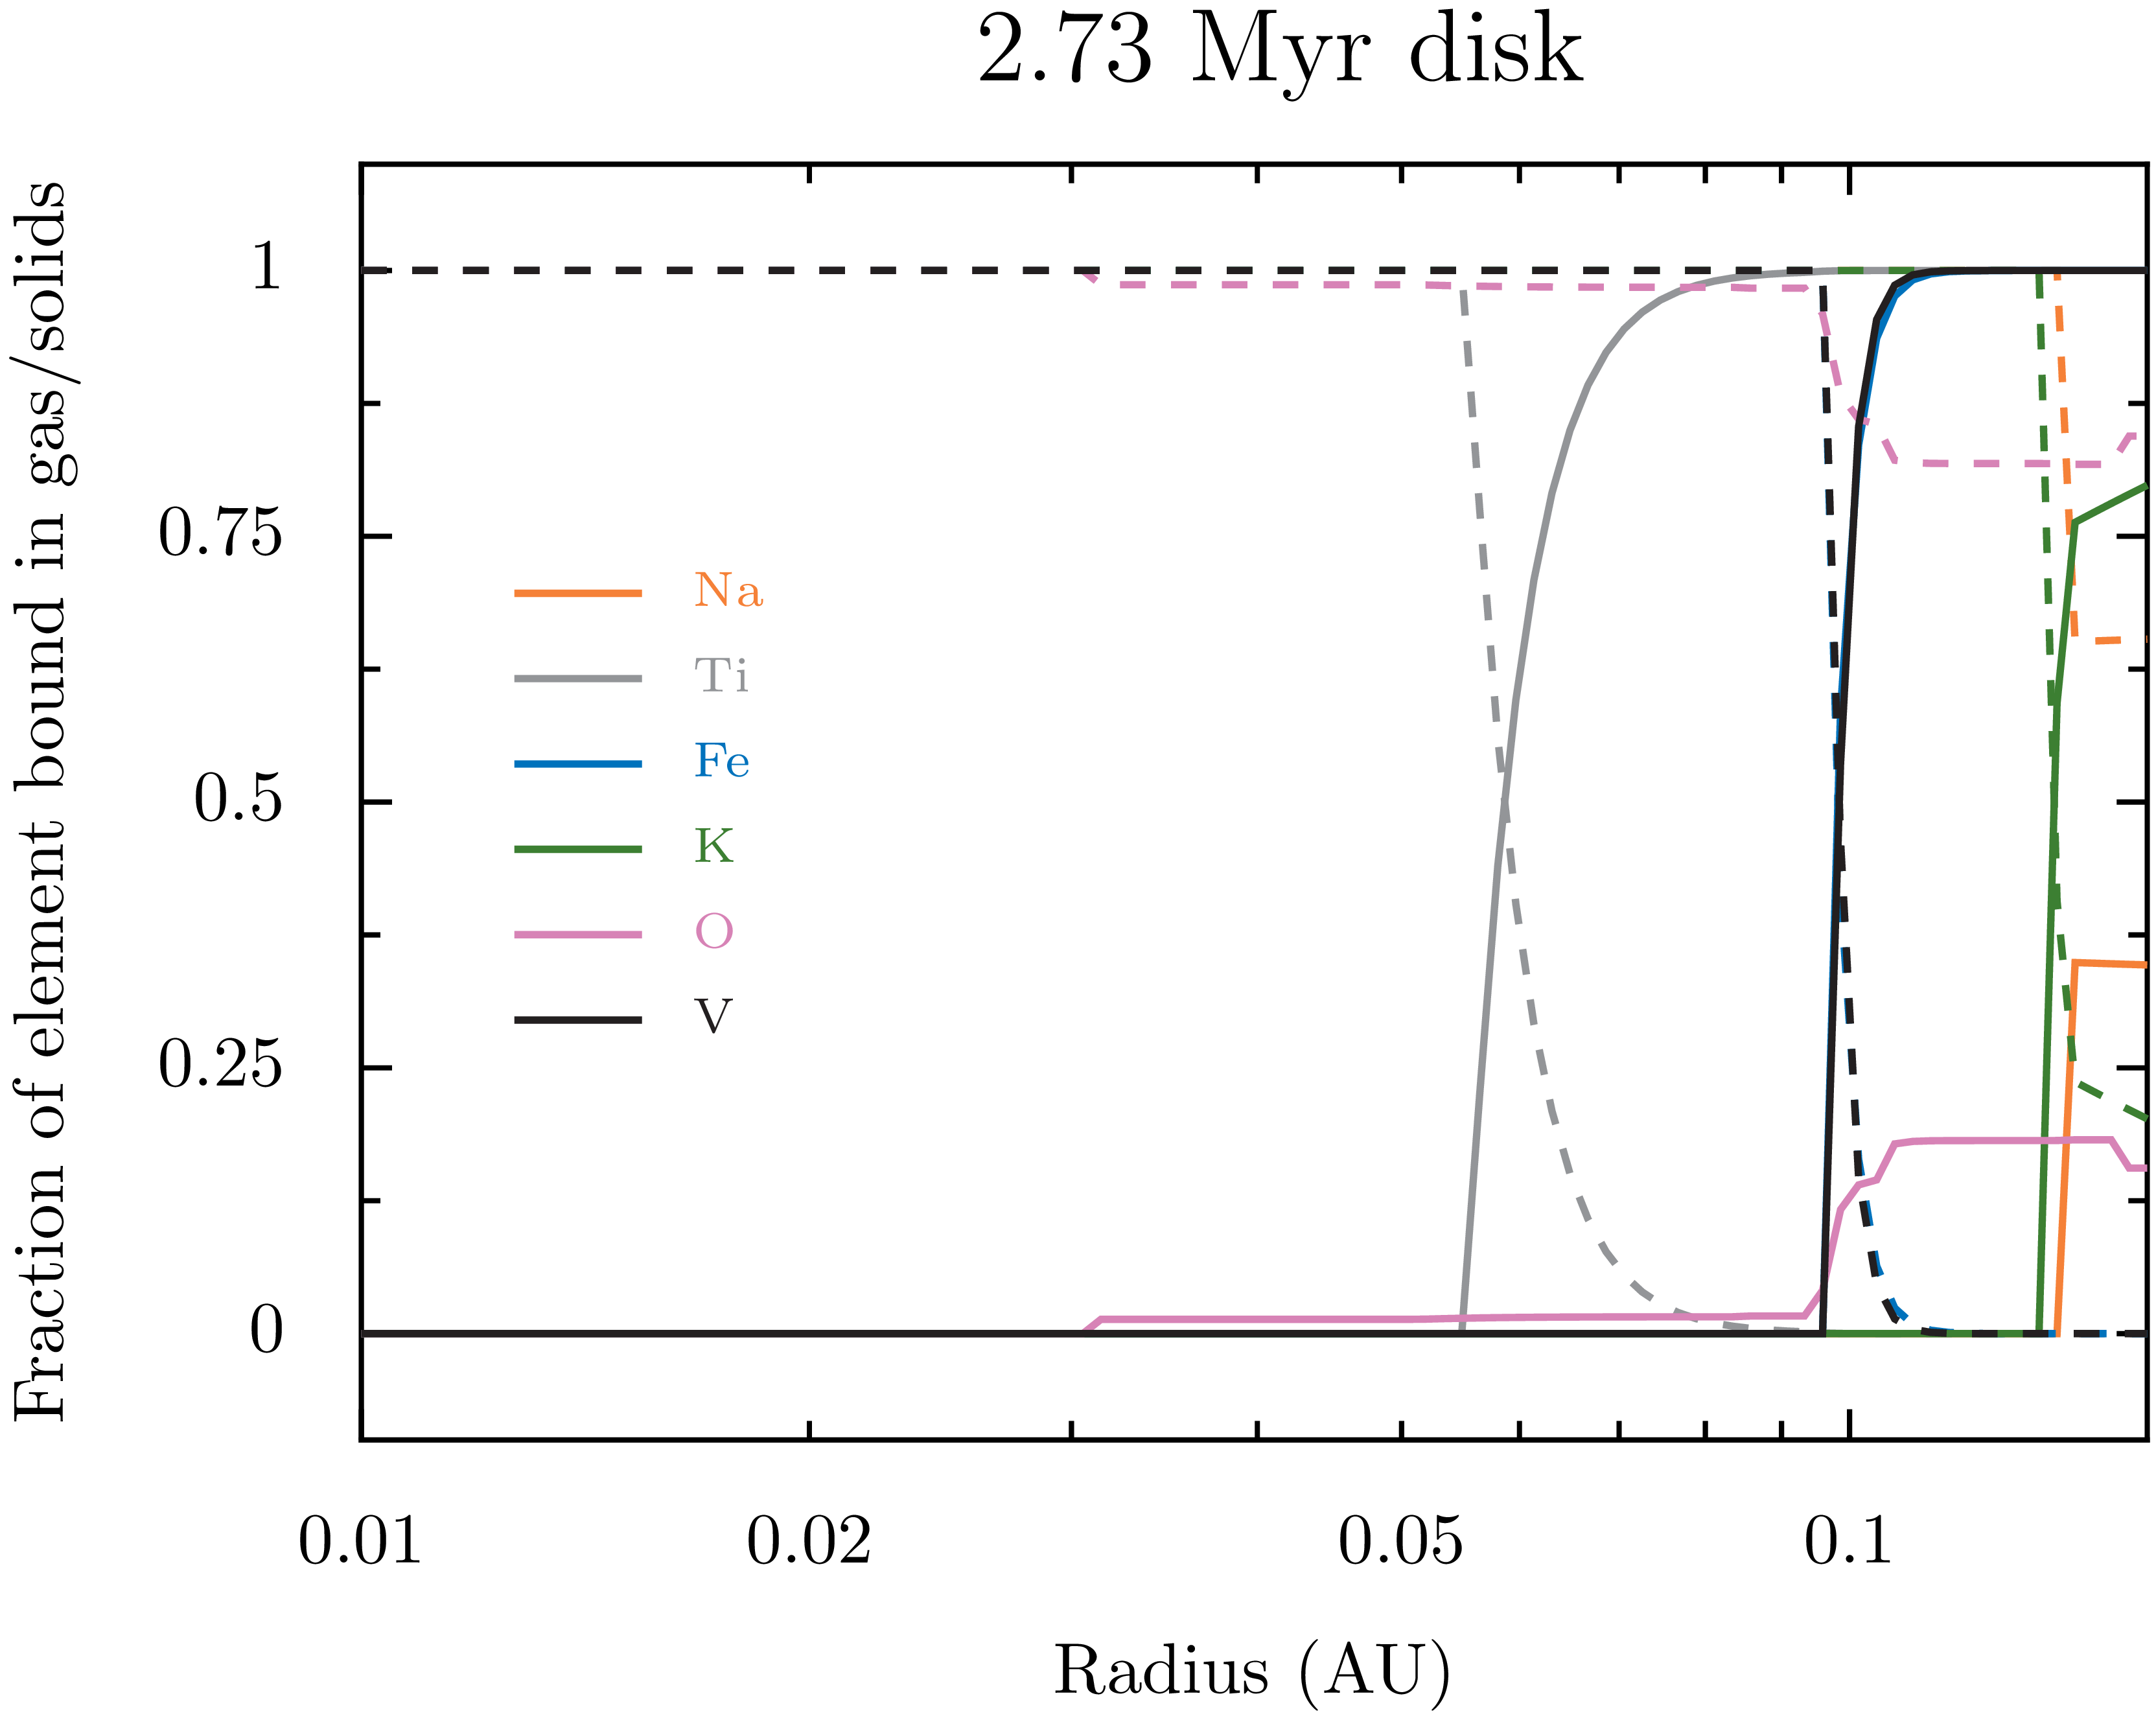 2.73 Myr disk
Fraction of element bound in gas/solids
1
0.75
0.5
0.25
0
Na
Ti
Fe
K
O
V
0.01 0.02 0.05 0.1
Radius (AU)